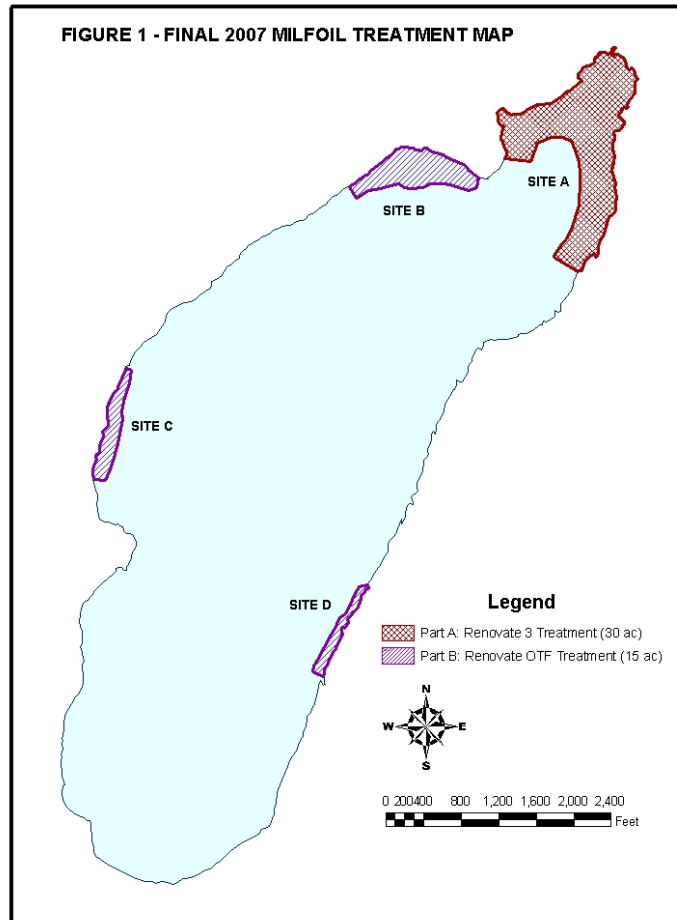 FIGURE 1 - FINAL 2007 MILFOIL TREATMENT MAP
SITE A
SITE B
SITE C
SITE D
Legend
Part A: Renovate 3 Treatment (30 ac)
Part B: Renovate OTF Treatment (15 ac)
N
W E
S
0 200400 800 1,200 1,600 2,000 2,400
Feet